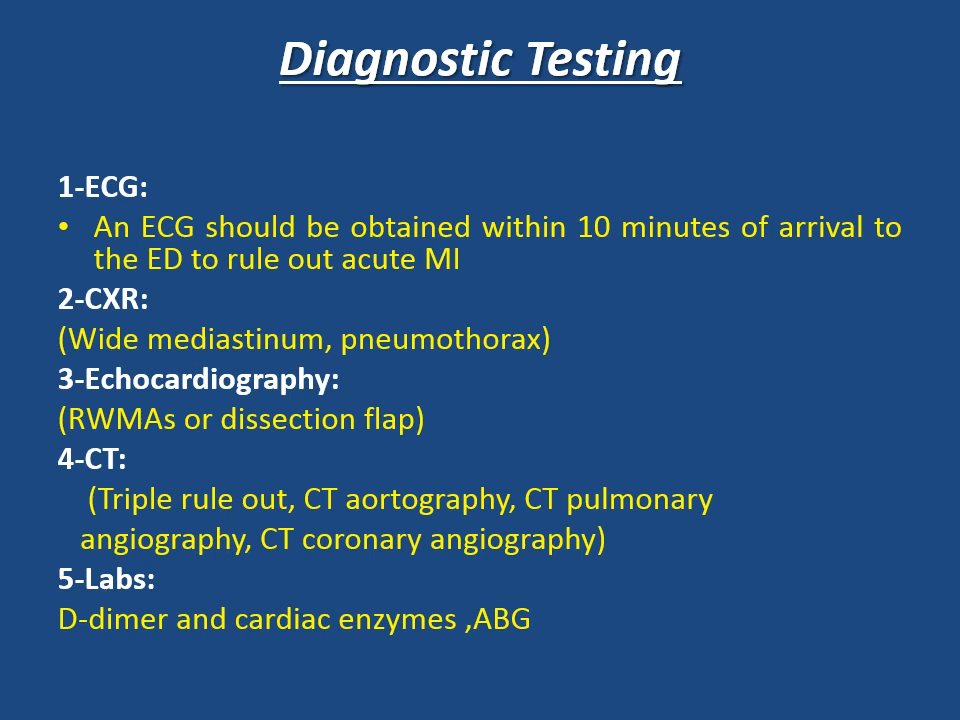 Diagnostic Testing
1-ECG:
• An ECG should be obtained within 10 minutes of arrival to
the ED to rule out acute MI
2-CXR:
(Wide mediastinum, pneumothorax)
3-Echocardiography:
(RWMAs or dissection flap)
4-CT:
(Triple rule out, CT aortography, CT pulmonary
angiography, CT coronary angiography)
5-Labs:
D-dimer and cardiac enzymes ,ABG